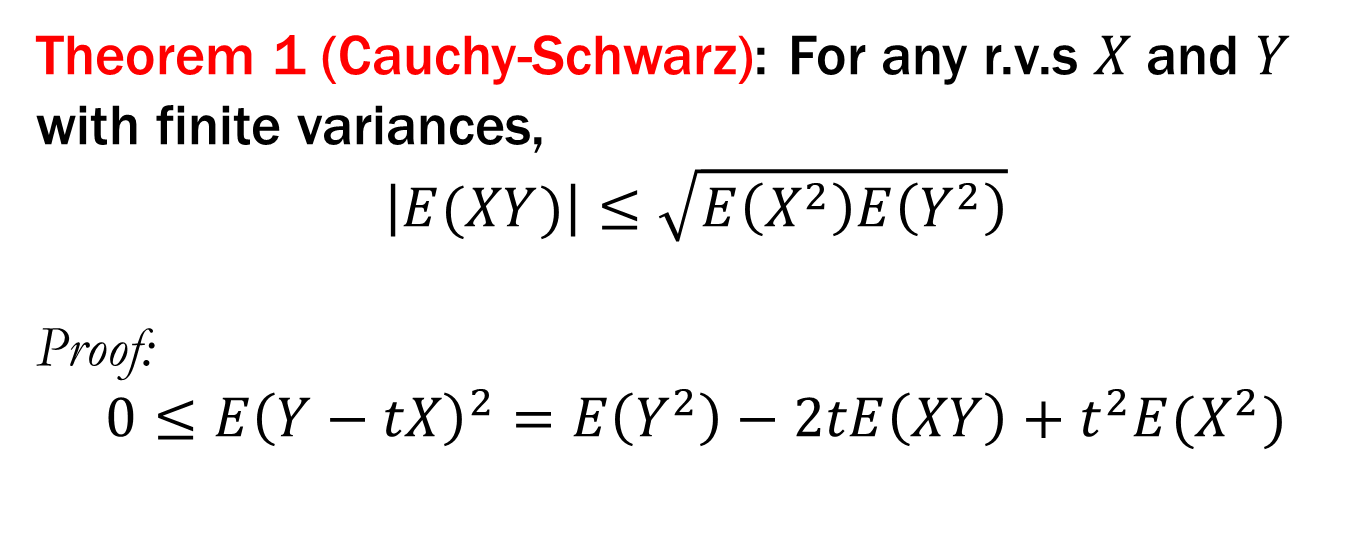 Theorem 1 (Cauchy-Schwarz): For any r.v.s X and Y
with finite variances,
|E(XY)| ≤ √(E(X²)E(Y²))
Proof:
0 ≤ E(Y − tX)² = E(Y²) − 2tE(XY) + t²E(X²)